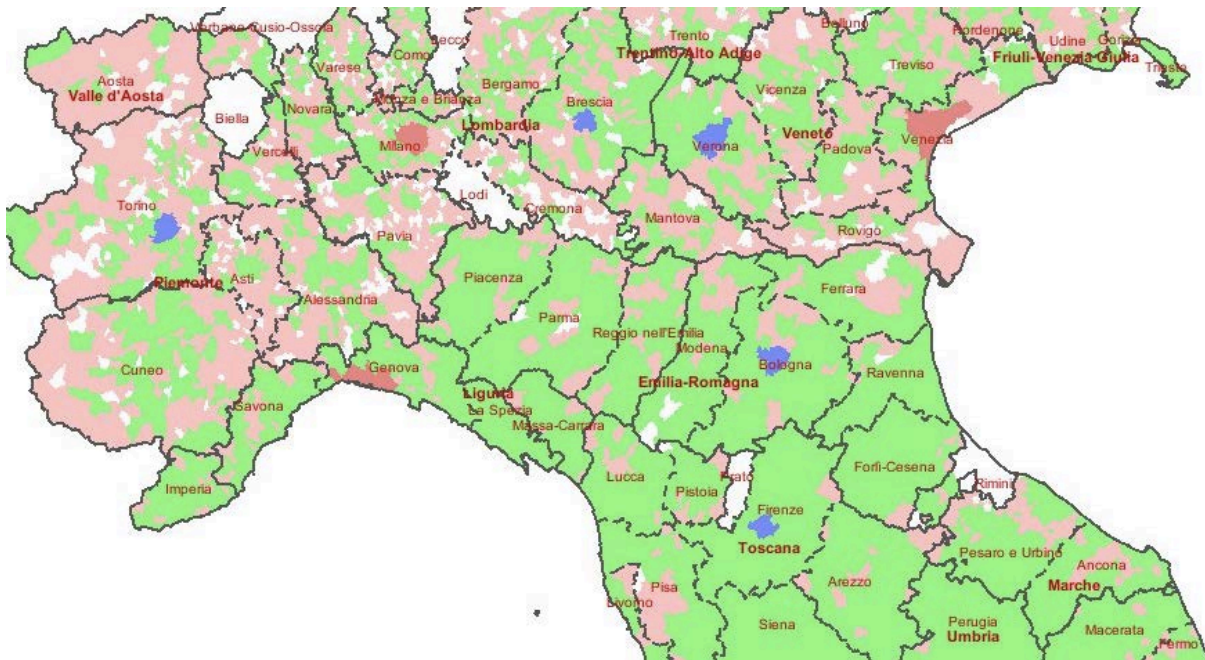 Verbano-Cusio-Ossola
Lecco
Como
Belluno
Pordenone
Trento
Udine
Gorizia
Trentino-Alto Adige
Friuli-Venezia Giulia
Trieste
Varese
Treviso
Aosta
Valle d'Aosta
Bergamo
Vicenza
Monza e Brianza
Brescia
Novara
Biella
Lombardia
Veneto
Milano
Verona
Venezia
Vercelli
Padova
Lodi
Torino
Cremona
Mantova
Pavia
Rovigo
Piemonte
Asti
Piacenza
Alessandria
Ferrara
Parma
Reggio nell'Emilia
Modena
Cuneo
Genova
Bologna
Ravenna
Emilia-Romagna
Liguria
Savona
La Spezia
Massa-Carrara
Forlì-Cesena
Imperia
Lucca
Pistoia
Prato
Rimini
Firenze
Toscana
Pesaro e Urbino
Ancona
Pisa
Arezzo
Marche
Livorno
Siena
Perugia
Umbria
Macerata
Fermo